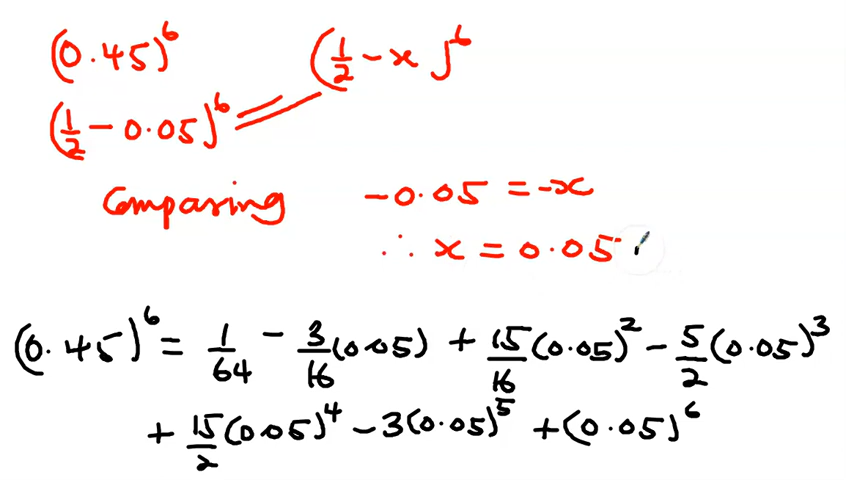 (0.45)^6 (1/2 - x)^6
(1/2 - 0.05)^6
Comparing -0.05 = -x
∴ x = 0.05
(0.45)^6 = 1/64 - 3/16(0.05) + 15/16(0.05)^2 - 5/2(0.05)^3
+ 15/2(0.05)^4 - 3(0.05)^5 + (0.05)^6